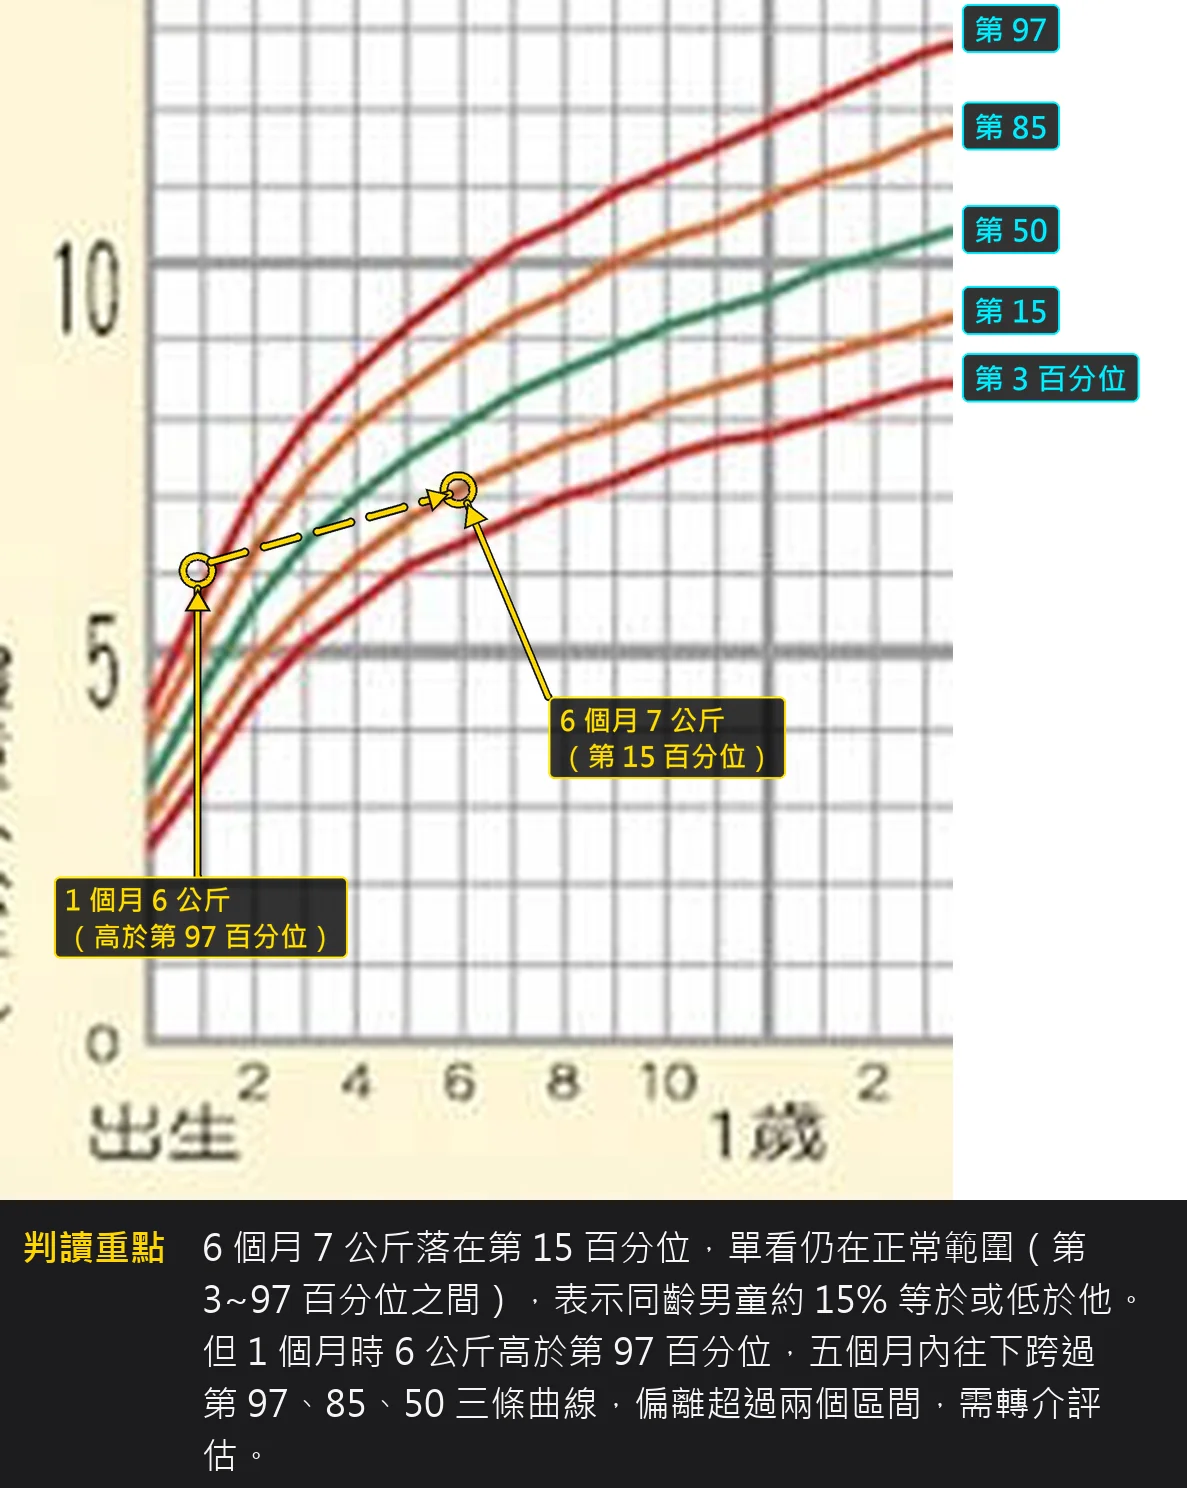 第 97
第 85
第 50
第 15
第 3 百分位
10
5
0
6 個月 7 公斤
（第 15 百分位）
1 個月 6 公斤
（高於第 97 百分位）
2 4 6 8 10 2
出生 1歲
判讀重點
6 個月 7 公斤落在第 15 百分位，單看仍在正常範圍（第
3~97 百分位之間），表示同齡男童約 15% 等於或低於他。
但 1 個月時 6 公斤高於第 97 百分位，五個月內往下跨過
第 97、85、50 三條曲線，偏離超過兩個區間，需轉介評
估。